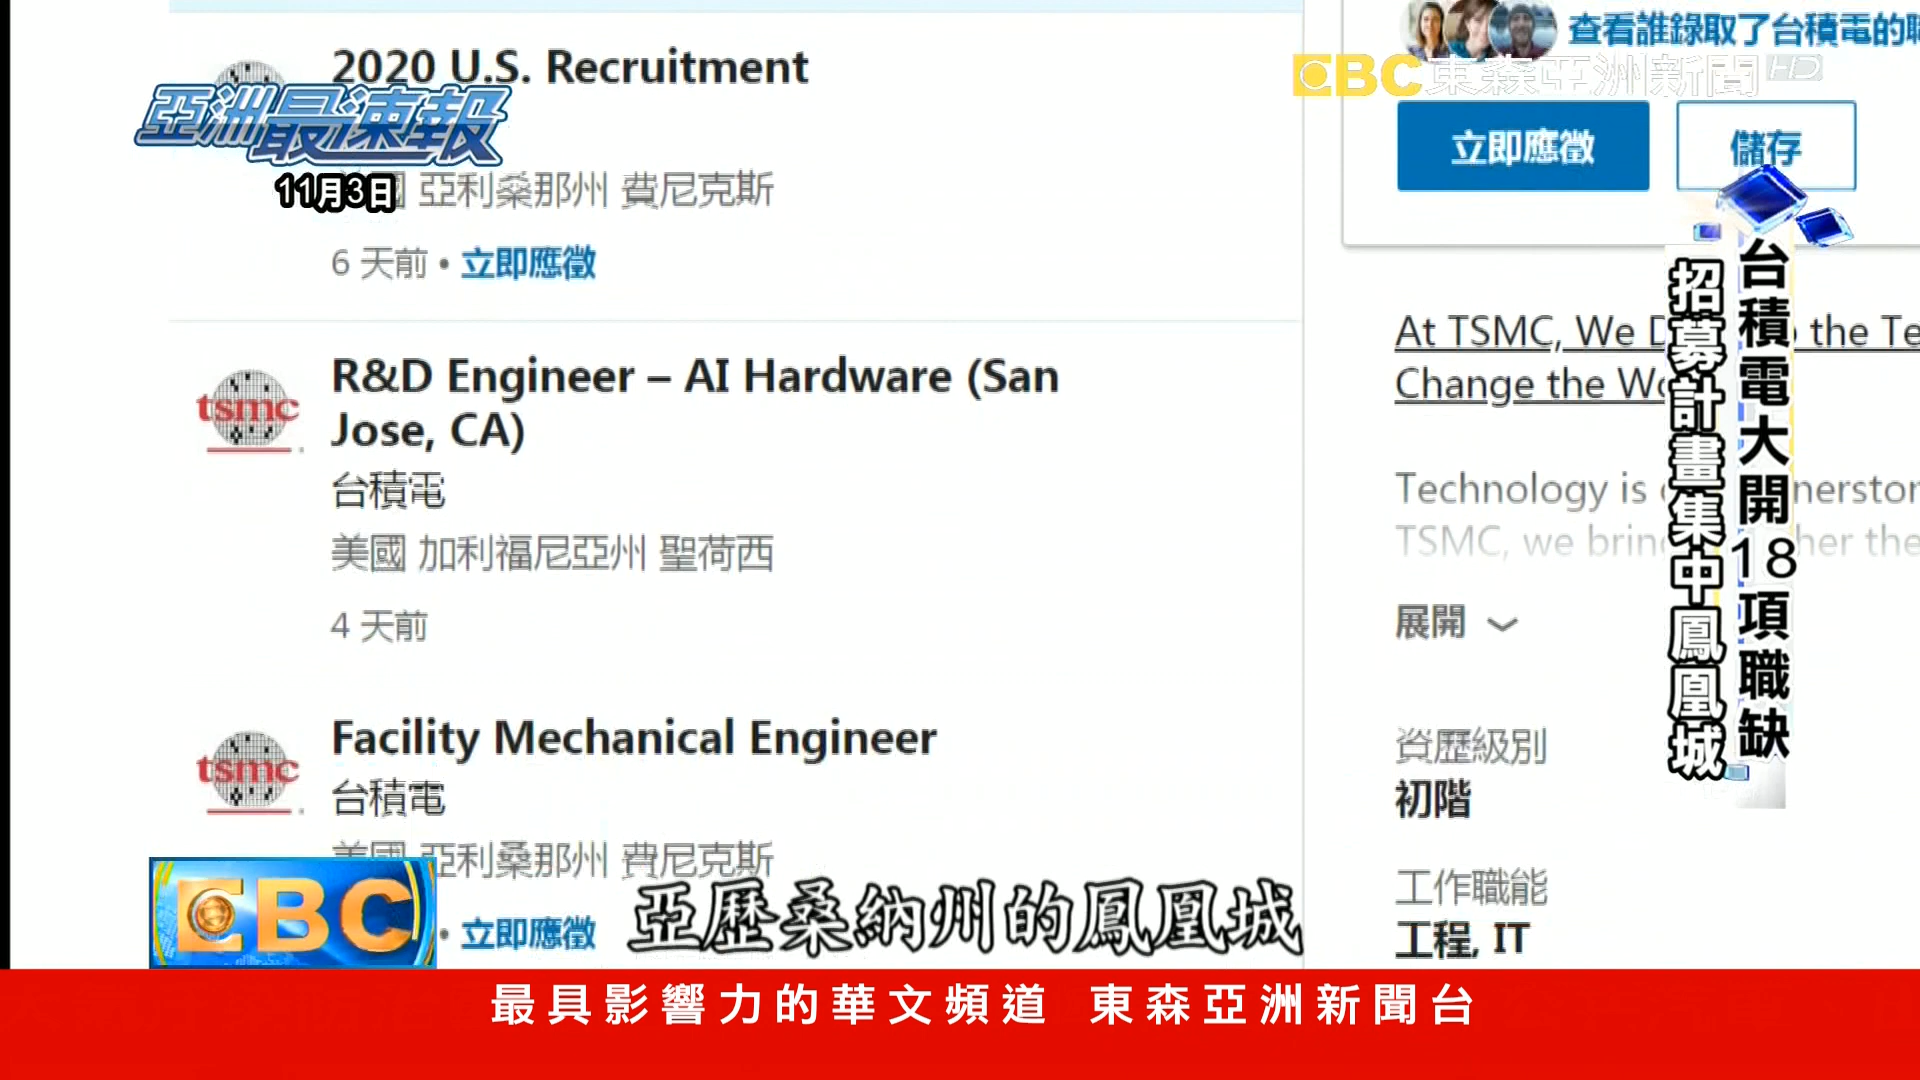 2020 U.S. Recruitment
亞洲最速報
11月3日
國 亞利桑那州 費尼克斯
6 天前 • 立即應徵
tsmc
R&D Engineer – AI Hardware (San
Jose, CA)
台積電
美國 加利福尼亞州 聖荷西
4 天前
tsmc
Facility Mechanical Engineer
台積電
美國 亞利桑那州 費尼克斯
• 立即應徵
EBC
查看誰錄取了台積電的職
EBC 東森亞洲新聞 HD
立即應徵
儲存
At TSMC, We D the Te
Change the Wo
Technology is
TSMC, we brin her the
展開
資歷級別
初階
工作職能
工程, IT
台積電大開18項職缺
招募計畫集中鳳凰城
亞歷桑納州的鳳凰城
最具影響力的華文頻道 東森亞洲新聞台